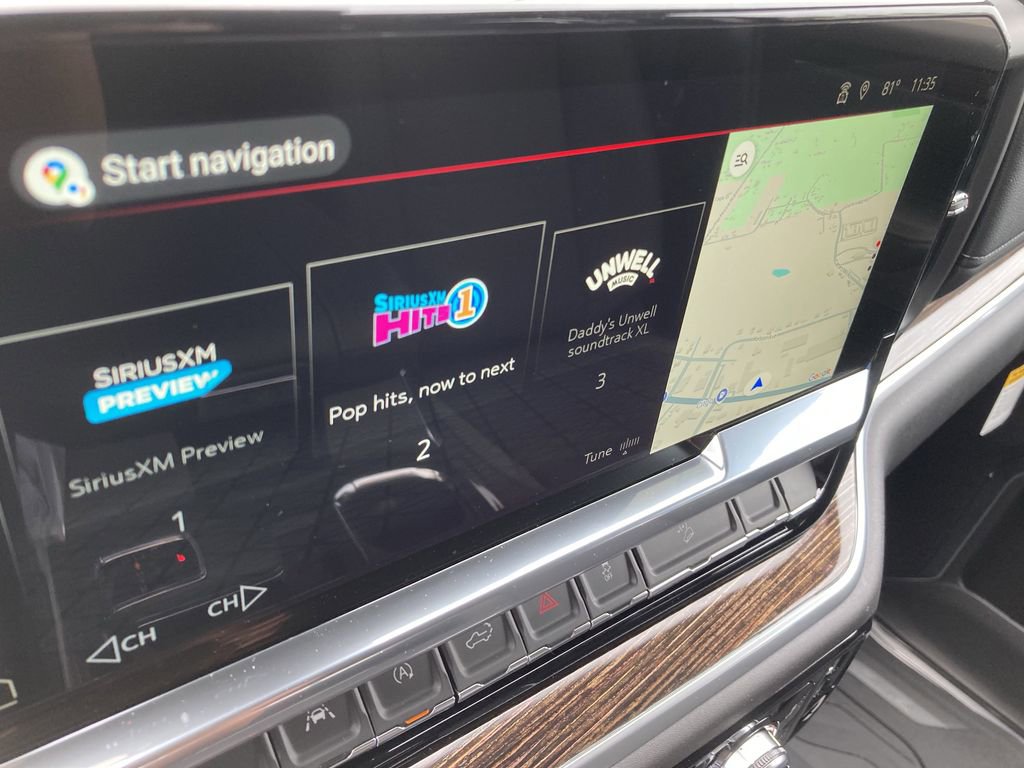 81° 11:35
Start navigation
SIRIUSXM
PREVIEW
SiriusXM Preview
1
SIRIUSXM
HITS 1
Pop hits, now to next
2
UNWELL
MUSIC
Daddy's Unwell
soundtrack XL
3
Tune
CH
CH
Google
A